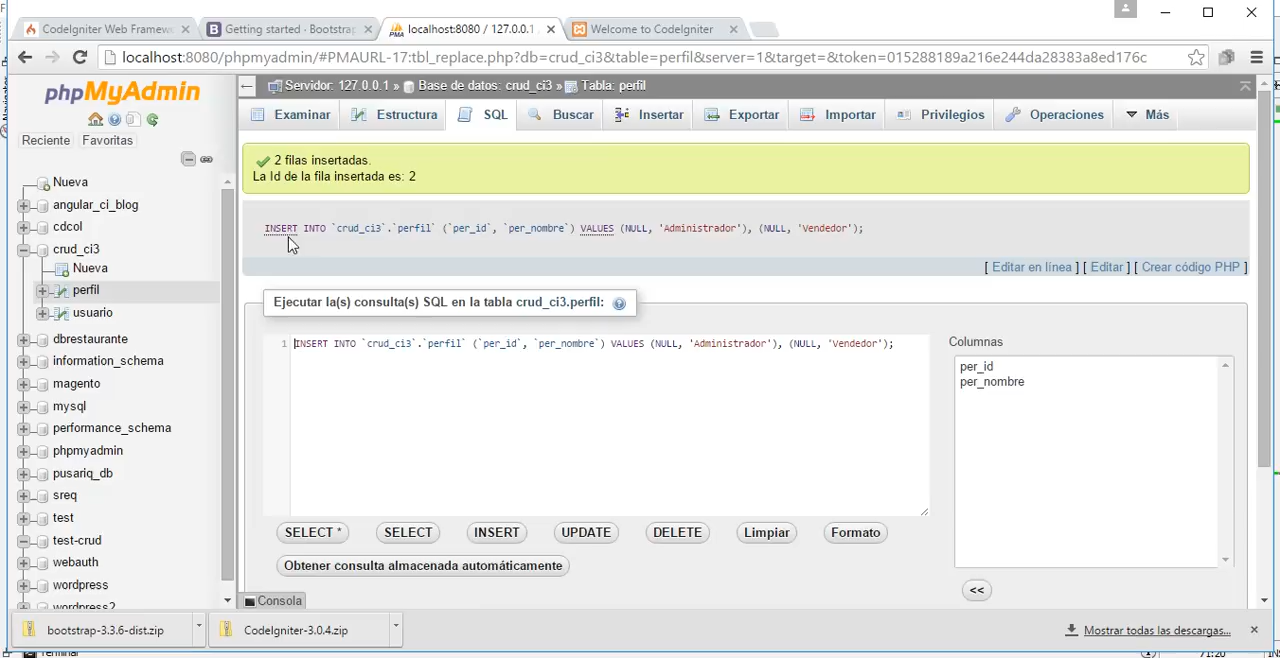 CodeIgniter Web Framew
Getting started · Bootstrap
localhost:8080 / 127.0.0.1
Welcome to CodeIgniter
localhost:8080/phpmyadmin/#PMAURL-17:tbl_replace.php?db=crud_ci3&table=perfil&server=1&target=&token=015288189a216e244da28383a8ed176c
phpMyAdmin
Reciente
Favoritas
Nueva
angular_ci_blog
cdcol
crud_ci3
Nueva
perfil
usuario
dbrestaurante
information_schema
magento
mysql
performance_schema
phpmyadmin
pusariq_db
sreq
test
test-crud
webauth
wordpress
wordpress2
Servidor: 127.0.0.1 » Base de datos: crud_ci3 » Tabla: perfil
Examinar
Estructura
SQL
Buscar
Insertar
Exportar
Importar
Privilegios
Operaciones
Más
2 filas insertadas.
La Id de la fila insertada es: 2
INSERT INTO `crud_ci3`.`perfil` (`per_id`, `per_nombre`) VALUES (NULL, 'Administrador'), (NULL, 'Vendedor');
[ Editar en línea ] [ Editar ] [ Crear código PHP ]
Ejecutar la(s) consulta(s) SQL en la tabla crud_ci3.perfil:
1 INSERT INTO `crud_ci3`.`perfil` (`per_id`, `per_nombre`) VALUES (NULL, 'Administrador'), (NULL, 'Vendedor');
Columnas
per_id
per_nombre
SELECT *
SELECT
INSERT
UPDATE
DELETE
Limpiar
Formato
Obtener consulta almacenada automáticamente
<<
Consola
bootstrap-3.3.6-dist.zip
CodeIgniter-3.0.4.zip
Mostrar todas las descargas...